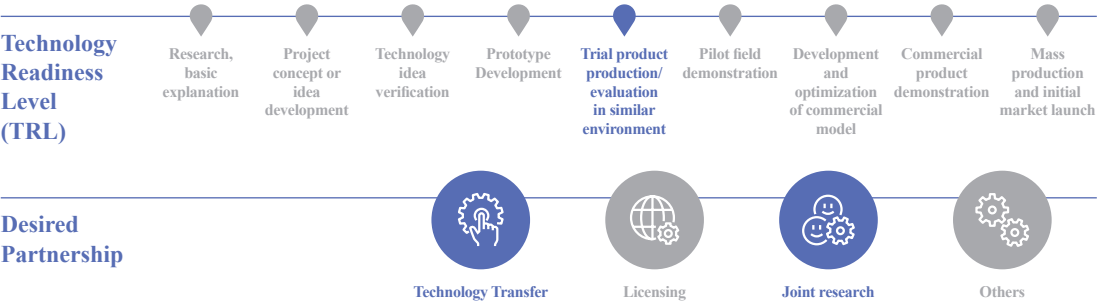 Technology
Readiness
Level
(TRL)
Research,
basic
explanation
Project
concept or
idea
development
Technology
idea
verification
Prototype
Development
Trial product
production/
evaluation
in similar
environment
Pilot field
demonstration
Development
and
optimization
of commercial
model
Commercial
product
demonstration
Mass
production
and initial
market launch
Desired
Partnership
Technology Transfer
Licensing
Joint research
Others